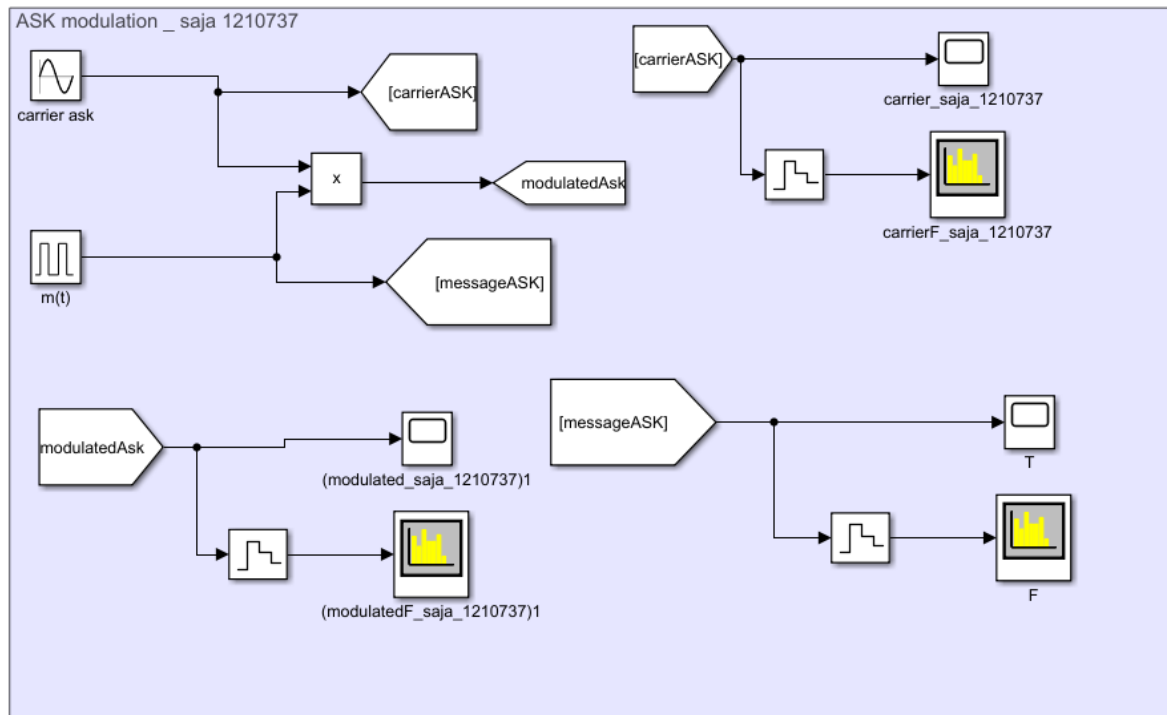 ASK modulation _ saja 1210737
carrier ask
[carrierASK]
x
modulatedAsk
m(t)
[messageASK]
[carrierASK]
carrier_saja_1210737
carrierF_saja_1210737
modulatedAsk
(modulated_saja_1210737)1
(modulatedF_saja_1210737)1
[messageASK]
T
F